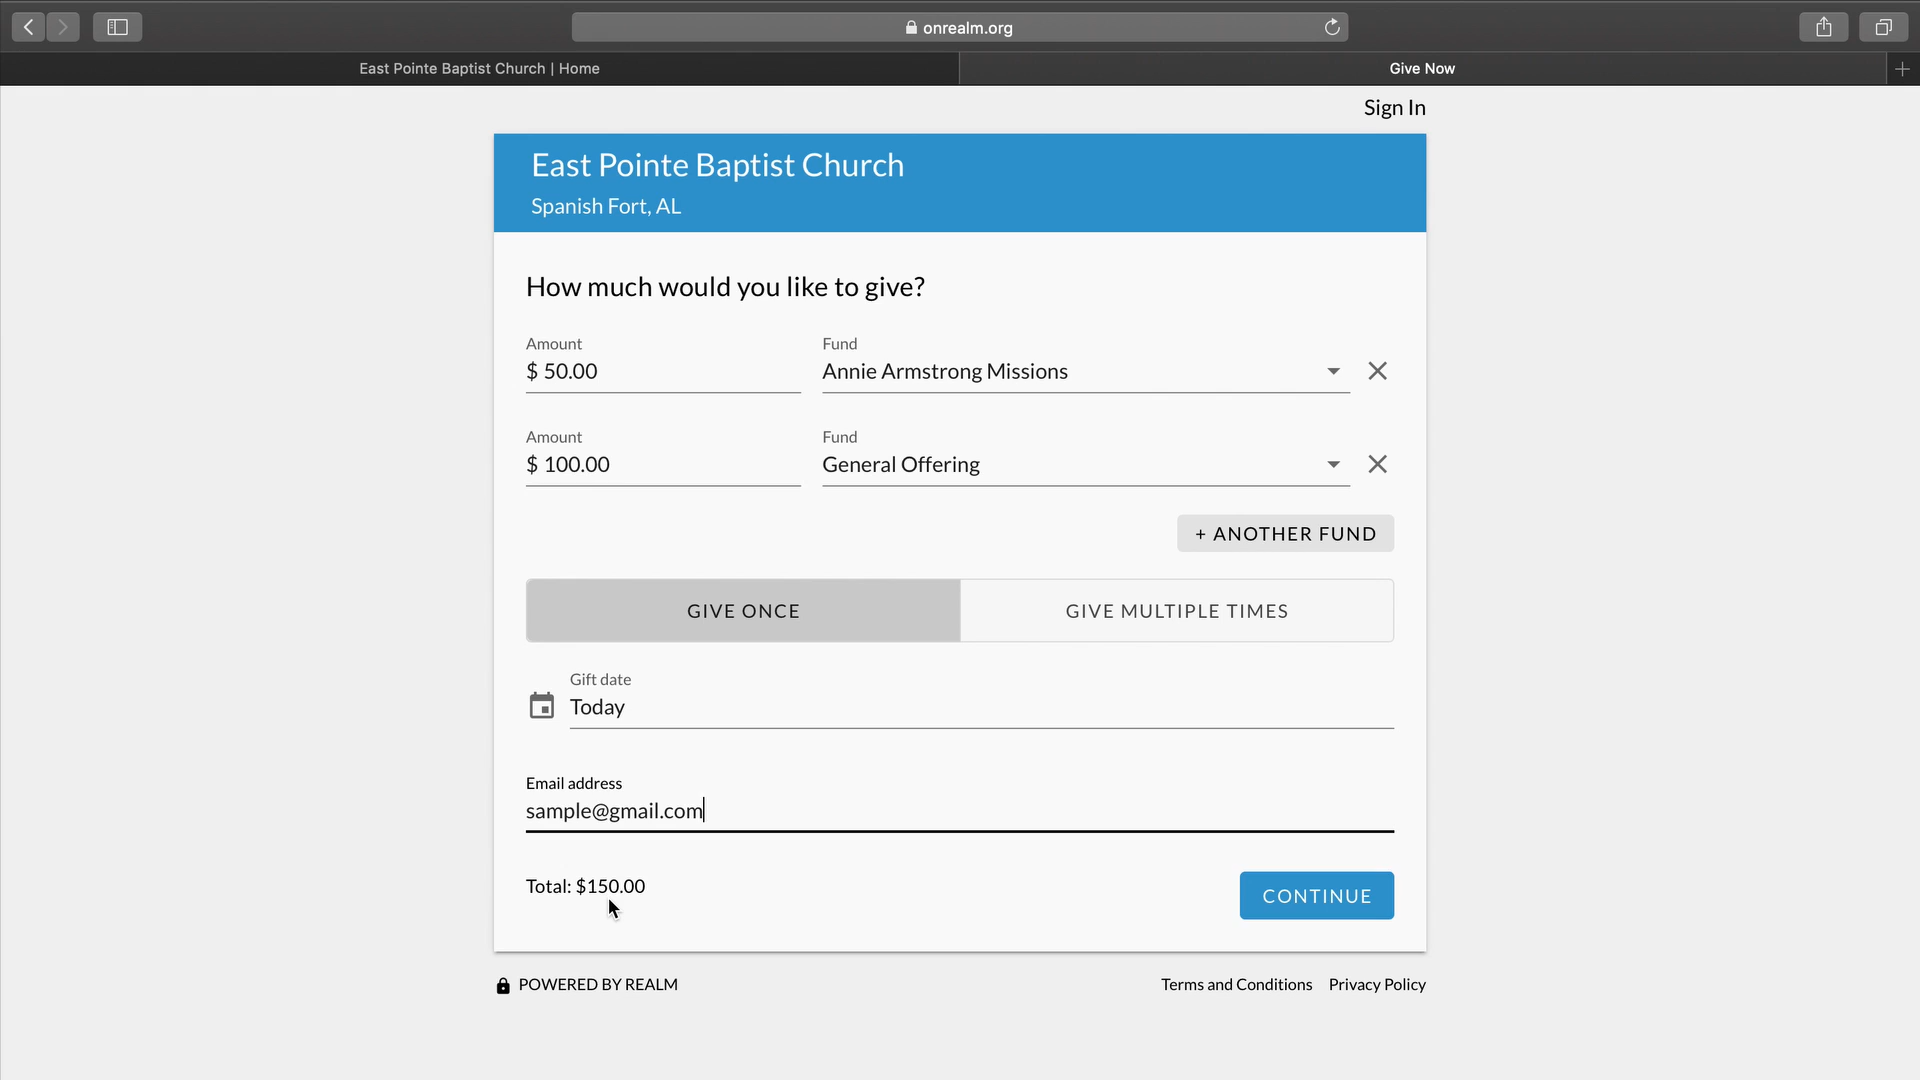 onrealm.org
East Pointe Baptist Church | Home
Give Now
Sign In
East Pointe Baptist Church
Spanish Fort, AL
How much would you like to give?
Amount
Fund
$ 50.00
Annie Armstrong Missions
Amount
Fund
$ 100.00
General Offering
+ ANOTHER FUND
GIVE ONCE
GIVE MULTIPLE TIMES
Gift date
Today
Email address
sample@gmail.com
Total: $150.00
CONTINUE
POWERED BY REALM
Terms and Conditions
Privacy Policy